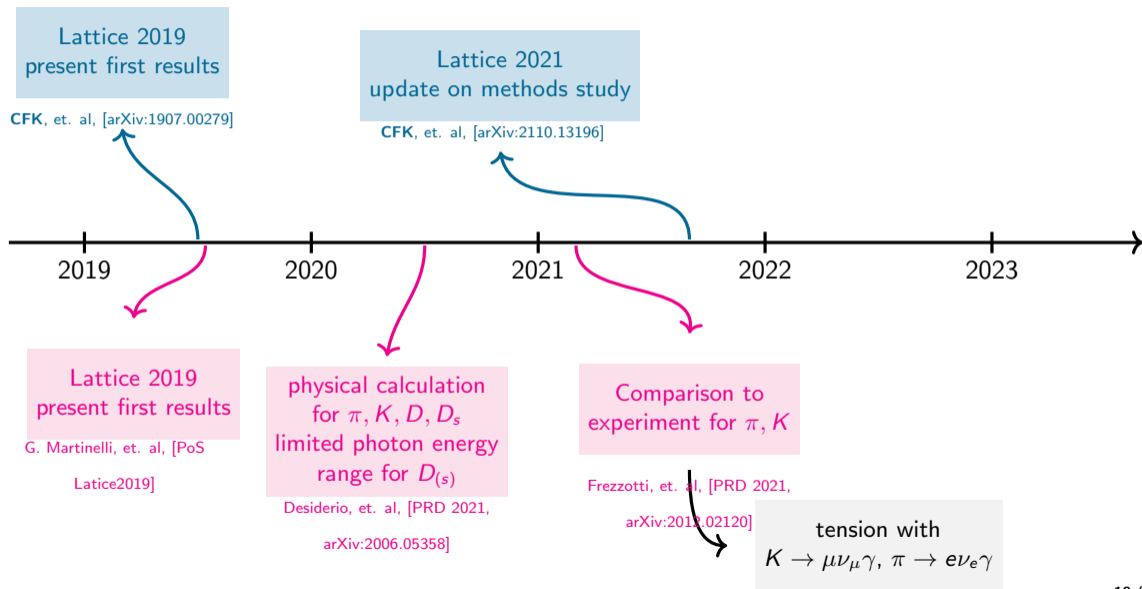 Lattice 2019
present first results
CFK, et. al, [arXiv:1907.00279]
Lattice 2021
update on methods study
CFK, et. al, [arXiv:2110.13196]
2019
2020
2021
2022
2023
Lattice 2019
present first results
G. Martinelli, et. al, [PoS
Latice2019]
physical calculation
for π, K, D, Dₛ
limited photon energy
range for D₍ₛ₎
Desiderio, et. al, [PRD 2021,
arXiv:2006.05358]
Comparison to
experiment for π, K
Frezzotti, et. al, [PRD 2021,
arXiv:2012.02120]
tension with
K → μν_μγ, π → eνₑγ